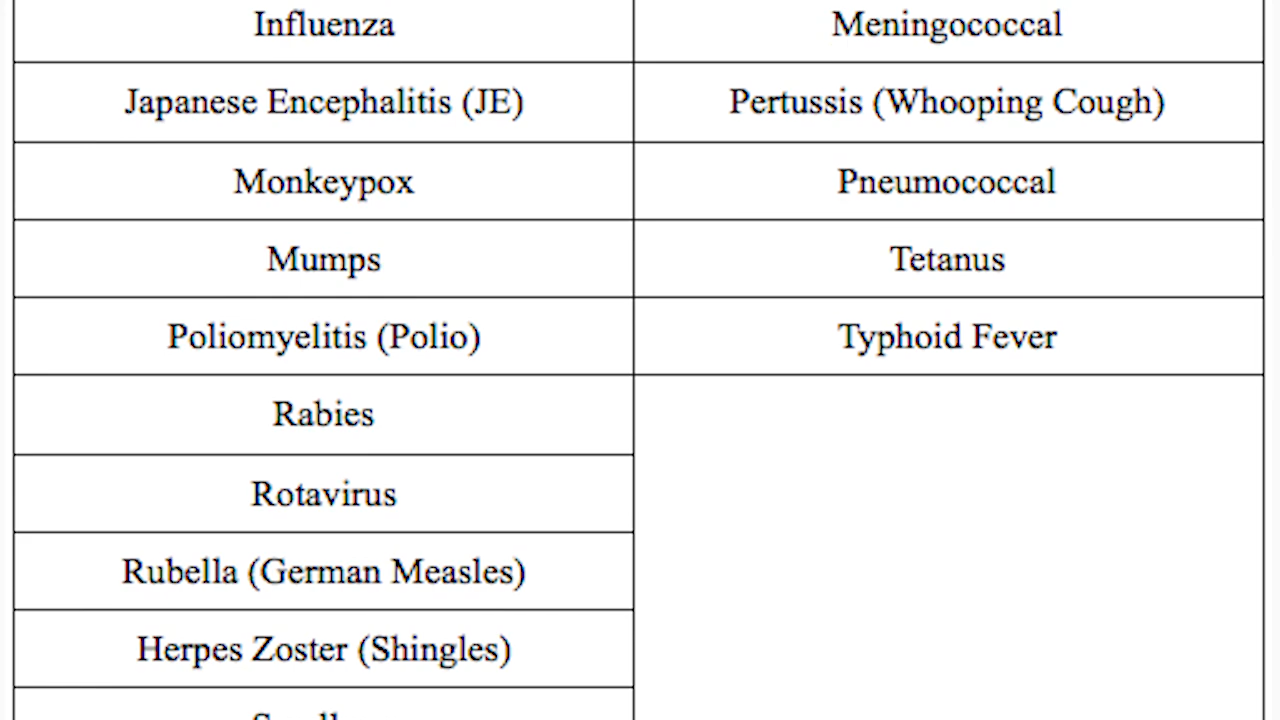 Influenza
Meningococcal
Japanese Encephalitis (JE)
Pertussis (Whooping Cough)
Monkeypox
Pneumococcal
Mumps
Tetanus
Poliomyelitis (Polio)
Typhoid Fever
Rabies
Rotavirus
Rubella (German Measles)
Herpes Zoster (Shingles)